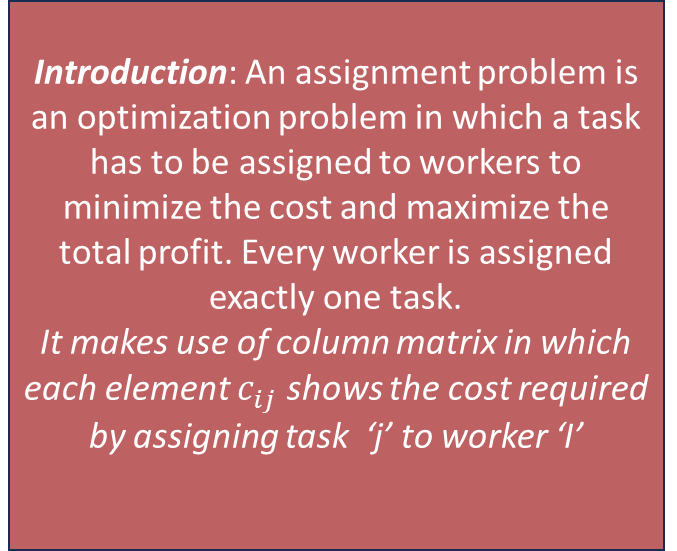 Introduction: An assignment problem is
an optimization problem in which a task
has to be assigned to workers to
minimize the cost and maximize the
total profit. Every worker is assigned
exactly one task.
It makes use of column matrix in which
each element c_{ij} shows the cost required
by assigning task ‘j’ to worker ‘I’